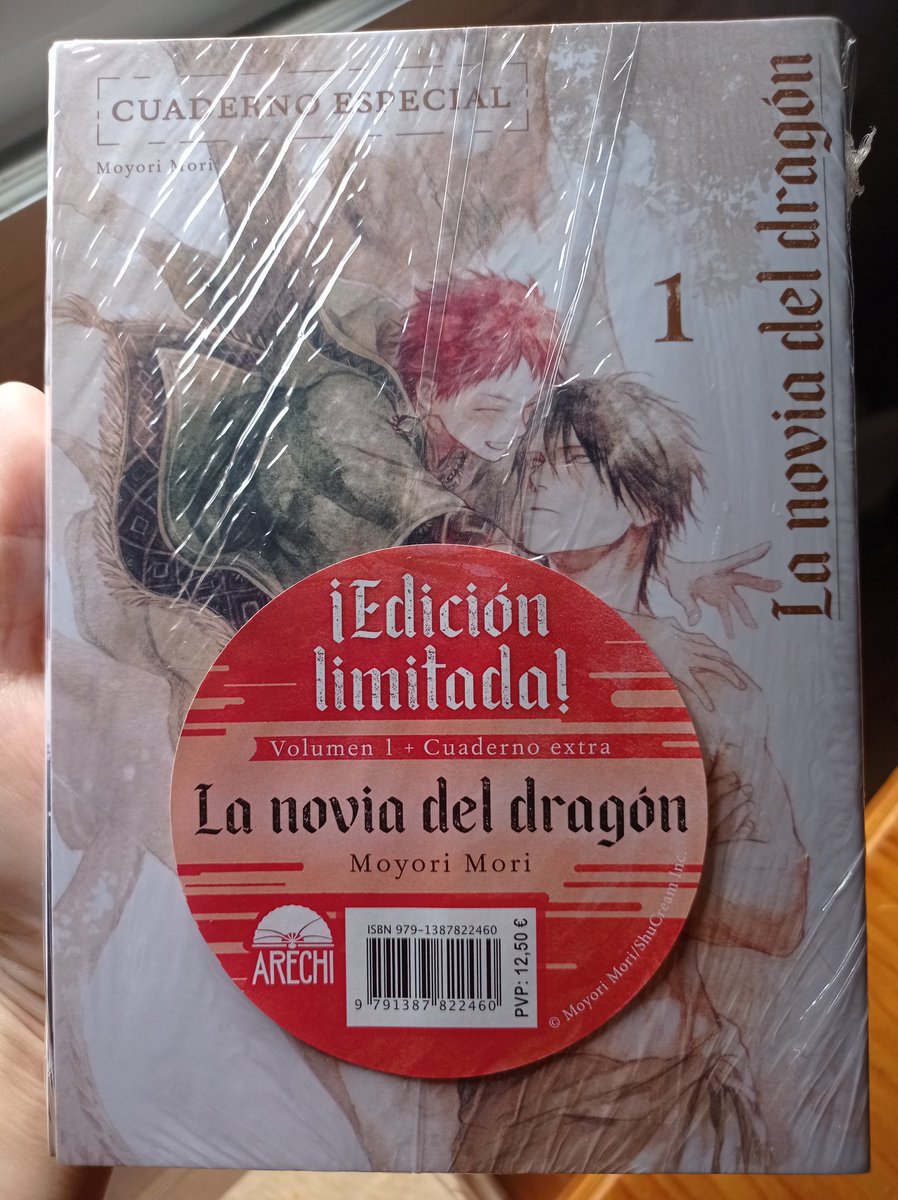 CUADERNO ESPECIAL
Moyori Mori
1
La novia del dragón
¡Edición
limitada!
Volumen 1 + Cuaderno extra
La novia del dragón
Moyori Mori
ARECHI
ISBN 979-1387822460
9 791387 822460
PVP: 12,50 €
© Moyori Mori/ShuCream Inc.